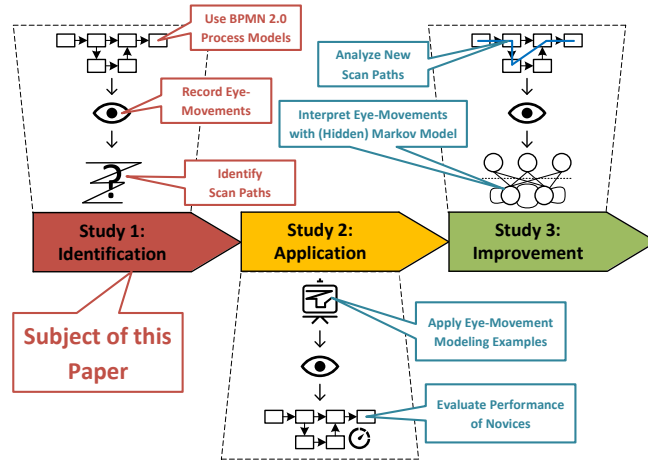 Use BPMN 2.0
Process Models
Record Eye-
Movements
Identify
Scan Paths
?
Analyze New
Scan Paths
Interpret Eye-Movements
with (Hidden) Markov Model
Study 1:
Identification
Study 2:
Application
Study 3:
Improvement
Subject of this
Paper
Apply Eye-Movement
Modeling Examples
Evaluate Performance
of Novices